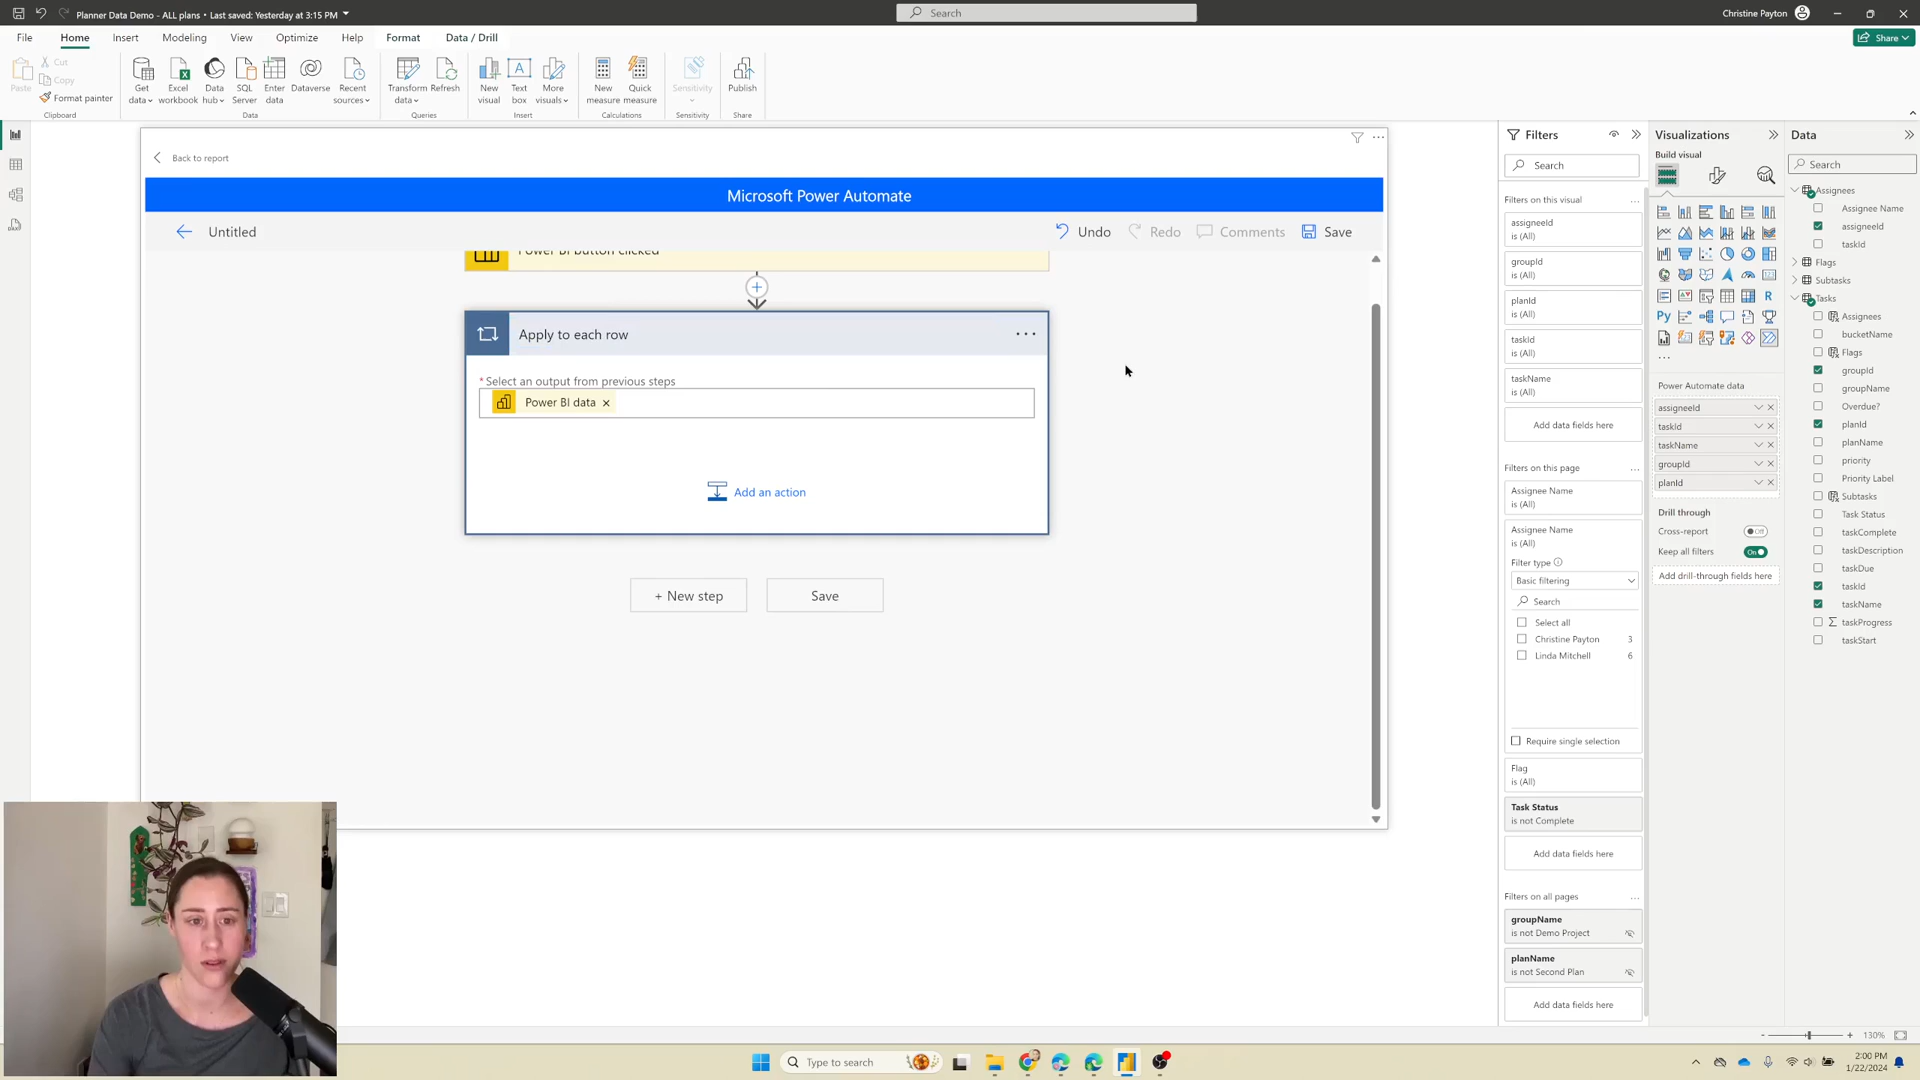 Planner Data Demo - ALL plans • Last saved: Yesterday at 3:15 PM
Search
Christine Payton
File
Home
Insert
Modeling
View
Optimize
Help
Format
Data / Drill
Share
Paste
Cut
Copy
Format painter
Clipboard
Get data
Excel workbook
Data hub
SQL Server
Enter data
Dataverse
Recent sources
Data
Transform data
Refresh
Queries
New visual
Text box
More visuals
Insert
New measure
Quick measure
Calculations
Sensitivity
Sensitivity
Publish
Share
Back to report
Microsoft Power Automate
Untitled
Undo
Redo
Comments
Save
Power BI button clicked
Apply to each row
* Select an output from previous steps
Power BI data
Add an action
+ New step
Save
Filters
Search
Filters on this visual
assigneeId
is (All)
groupId
is (All)
planId
is (All)
taskId
is (All)
taskName
is (All)
Add data fields here
Filters on this page
Assignee Name
is (All)
Assignee Name
is (All)
Filter type
Basic filtering
Search
Select all
Christine Payton 3
Linda Mitchell 6
Require single selection
Flag
is (All)
Task Status
is not Complete
Add data fields here
Filters on all pages
groupName
is not Demo Project
planName
is not Second Plan
Add data fields here
Visualizations
Build visual
Py
R
Power Automate data
assigneeId
taskId
taskName
groupId
planId
Drill through
Cross-report
Off
Keep all filters
On
Add drill-through fields here
Data
Search
Assignees
Assignee Name
assigneeId
taskId
Flags
Subtasks
Tasks
Assignees
bucketName
Flags
groupId
groupName
Overdue?
planId
planName
priority
Priority Label
Subtasks
Task Status
taskComplete
taskDescription
taskDue
taskId
taskName
taskProgress
taskStart
130%
Type to search
2:00 PM
1/22/2024